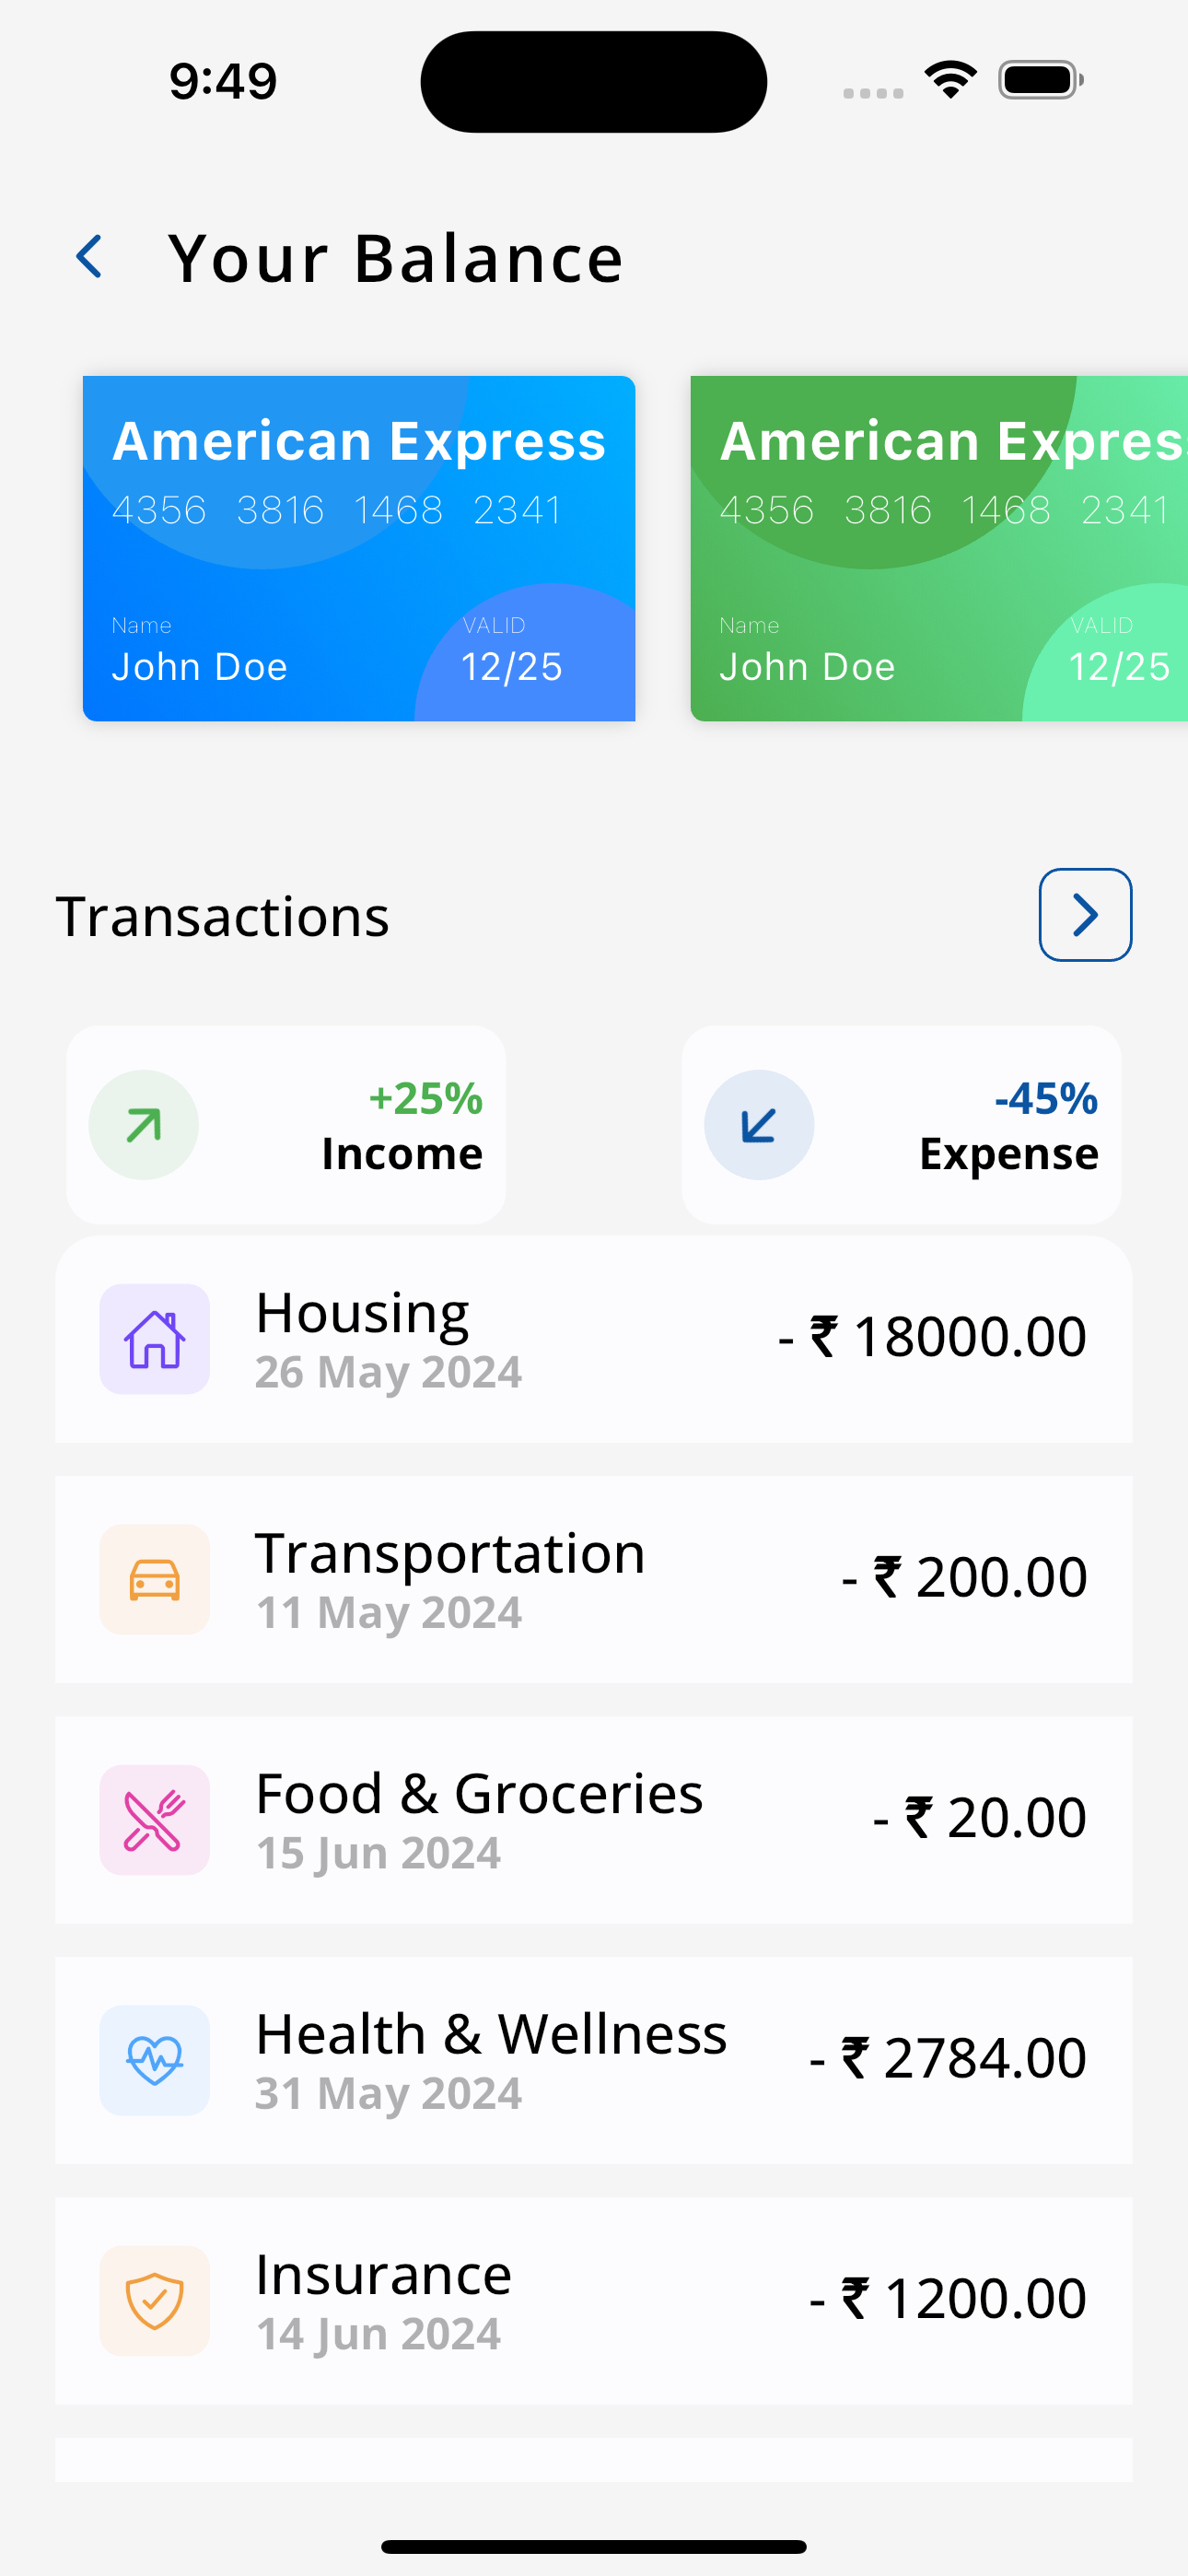 9:49
Your Balance
American Express
4356 3816 1468 2341
Name
John Doe
VALID
12/25
American Express
4356 3816 1468 2341
Name
John Doe
VALID
12/25
Transactions
+25%
Income
-45%
Expense
Housing
26 May 2024
- ₹ 18000.00
Transportation
11 May 2024
- ₹ 200.00
Food & Groceries
15 Jun 2024
- ₹ 20.00
Health & Wellness
31 May 2024
- ₹ 2784.00
Insurance
14 Jun 2024
- ₹ 1200.00